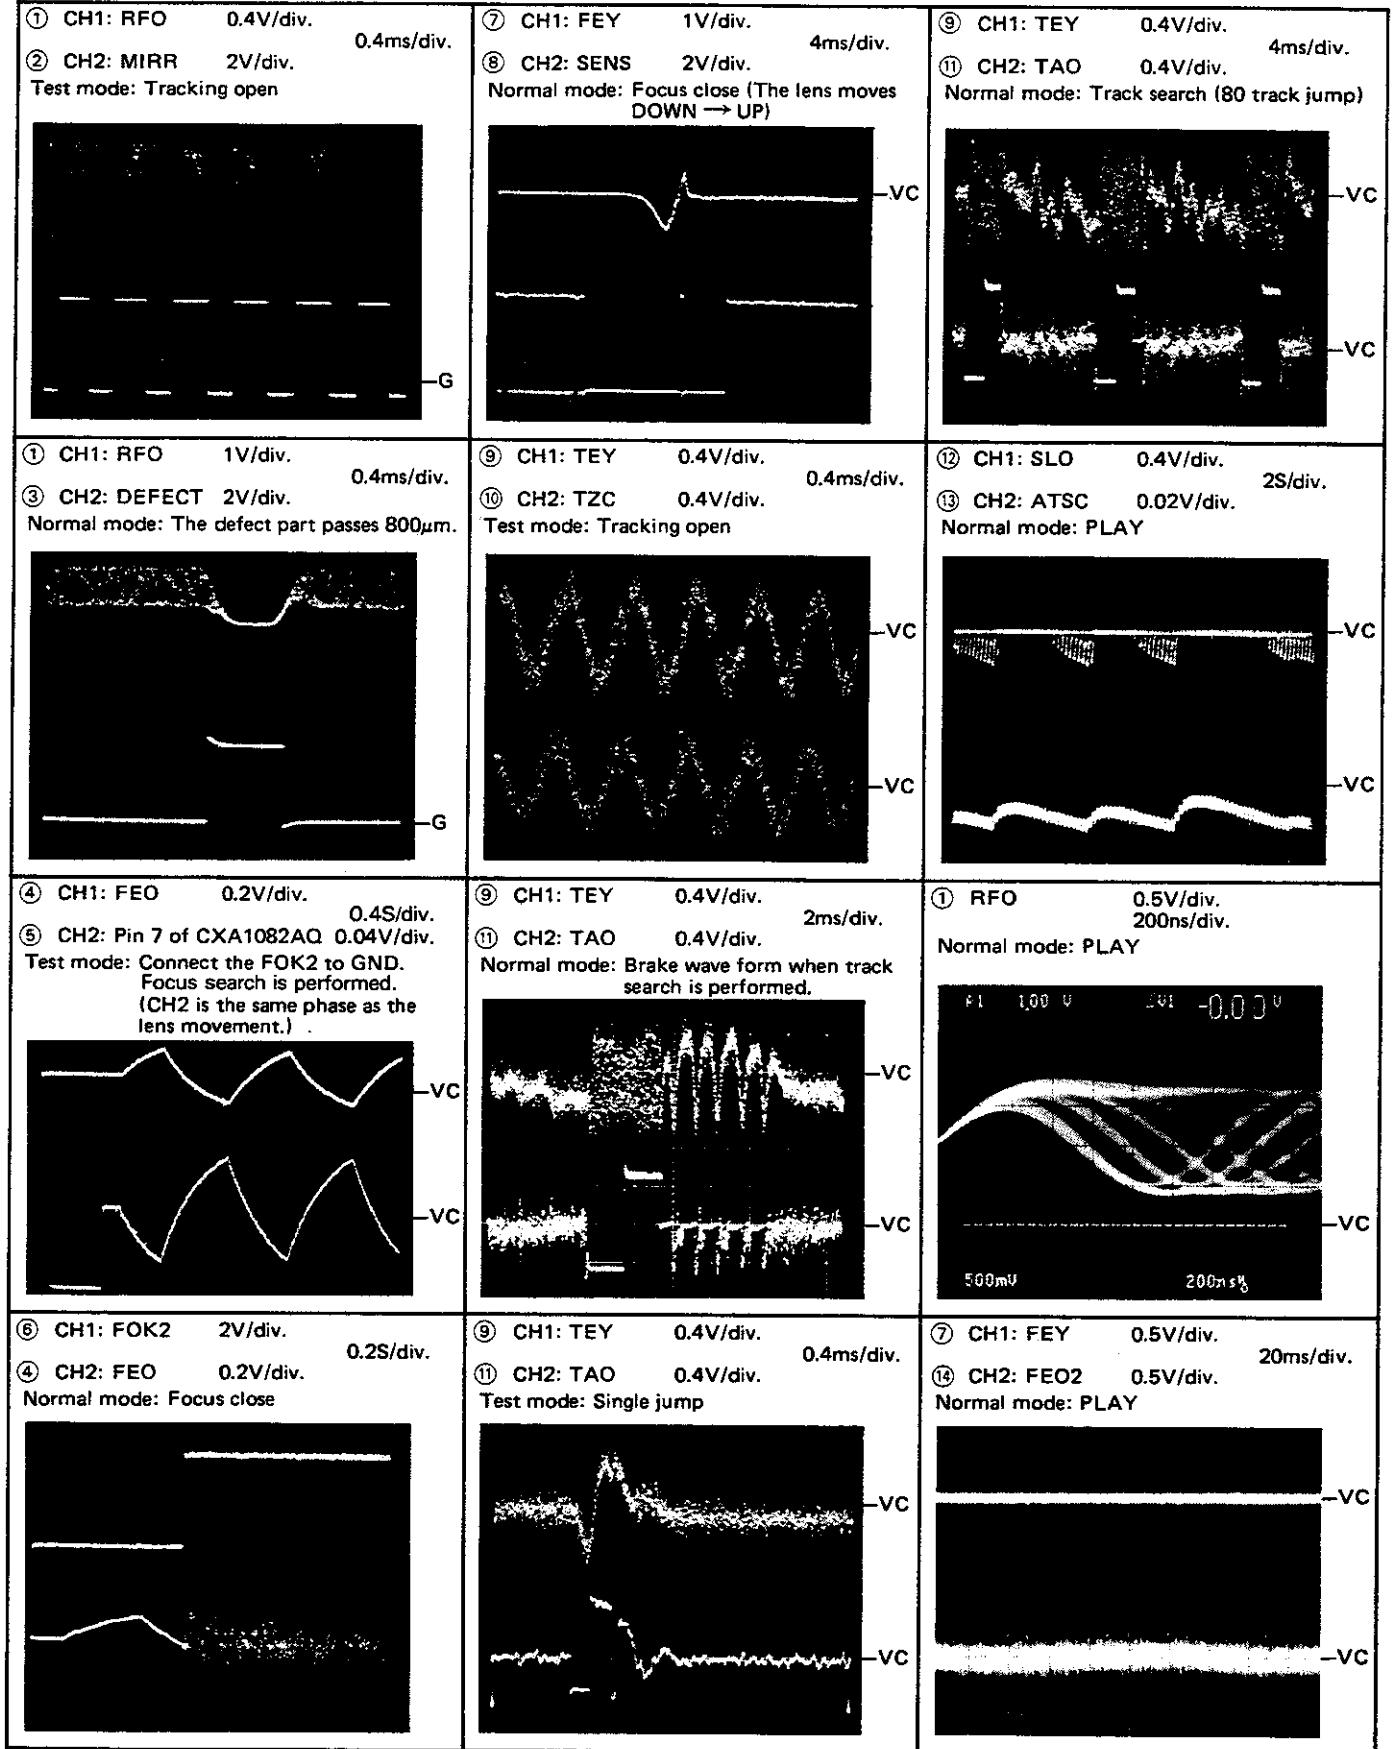 ① CH1: RFO 0.4V/div.
0.4ms/div.
② CH2: MIRR 2V/div.
Test mode: Tracking open
G
⑦ CH1: FEY 1V/div.
4ms/div.
⑧ CH2: SENS 2V/div.
Normal mode: Focus close (The lens moves
DOWN → UP)
VC
⑨ CH1: TEY 0.4V/div.
4ms/div.
⑪ CH2: TAO 0.4V/div.
Normal mode: Track search (80 track jump)
VC
VC
① CH1: RFO 1V/div.
0.4ms/div.
③ CH2: DEFECT 2V/div.
Normal mode: The defect part passes 800μm.
G
⑨ CH1: TEY 0.4V/div.
0.4ms/div.
⑩ CH2: TZC 0.4V/div.
Test mode: Tracking open
VC
VC
⑫ CH1: SLO 0.4V/div.
2S/div.
⑬ CH2: ATSC 0.02V/div.
Normal mode: PLAY
VC
VC
④ CH1: FEO 0.2V/div.
0.4S/div.
⑤ CH2: Pin 7 of CXA1082AQ 0.04V/div.
Test mode: Connect the FOK2 to GND.
Focus search is performed.
(CH2 is the same phase as the
lens movement.)
VC
VC
⑨ CH1: TEY 0.4V/div.
2ms/div.
⑪ CH2: TAO 0.4V/div.
Normal mode: Brake wave form when track
search is performed.
VC
VC
① RFO 0.5V/div.
200ns/div.
Normal mode: PLAY
1.00 V -0.00 V
VC
500mV 200ns
⑥ CH1: FOK2 2V/div.
0.2S/div.
④ CH2: FEO 0.2V/div.
Normal mode: Focus close
⑨ CH1: TEY 0.4V/div.
0.4ms/div.
⑪ CH2: TAO 0.4V/div.
Test mode: Single jump
VC
VC
⑦ CH1: FEY 0.5V/div.
20ms/div.
⑭ CH2: FEO2 0.5V/div.
Normal mode: PLAY
VC
VC